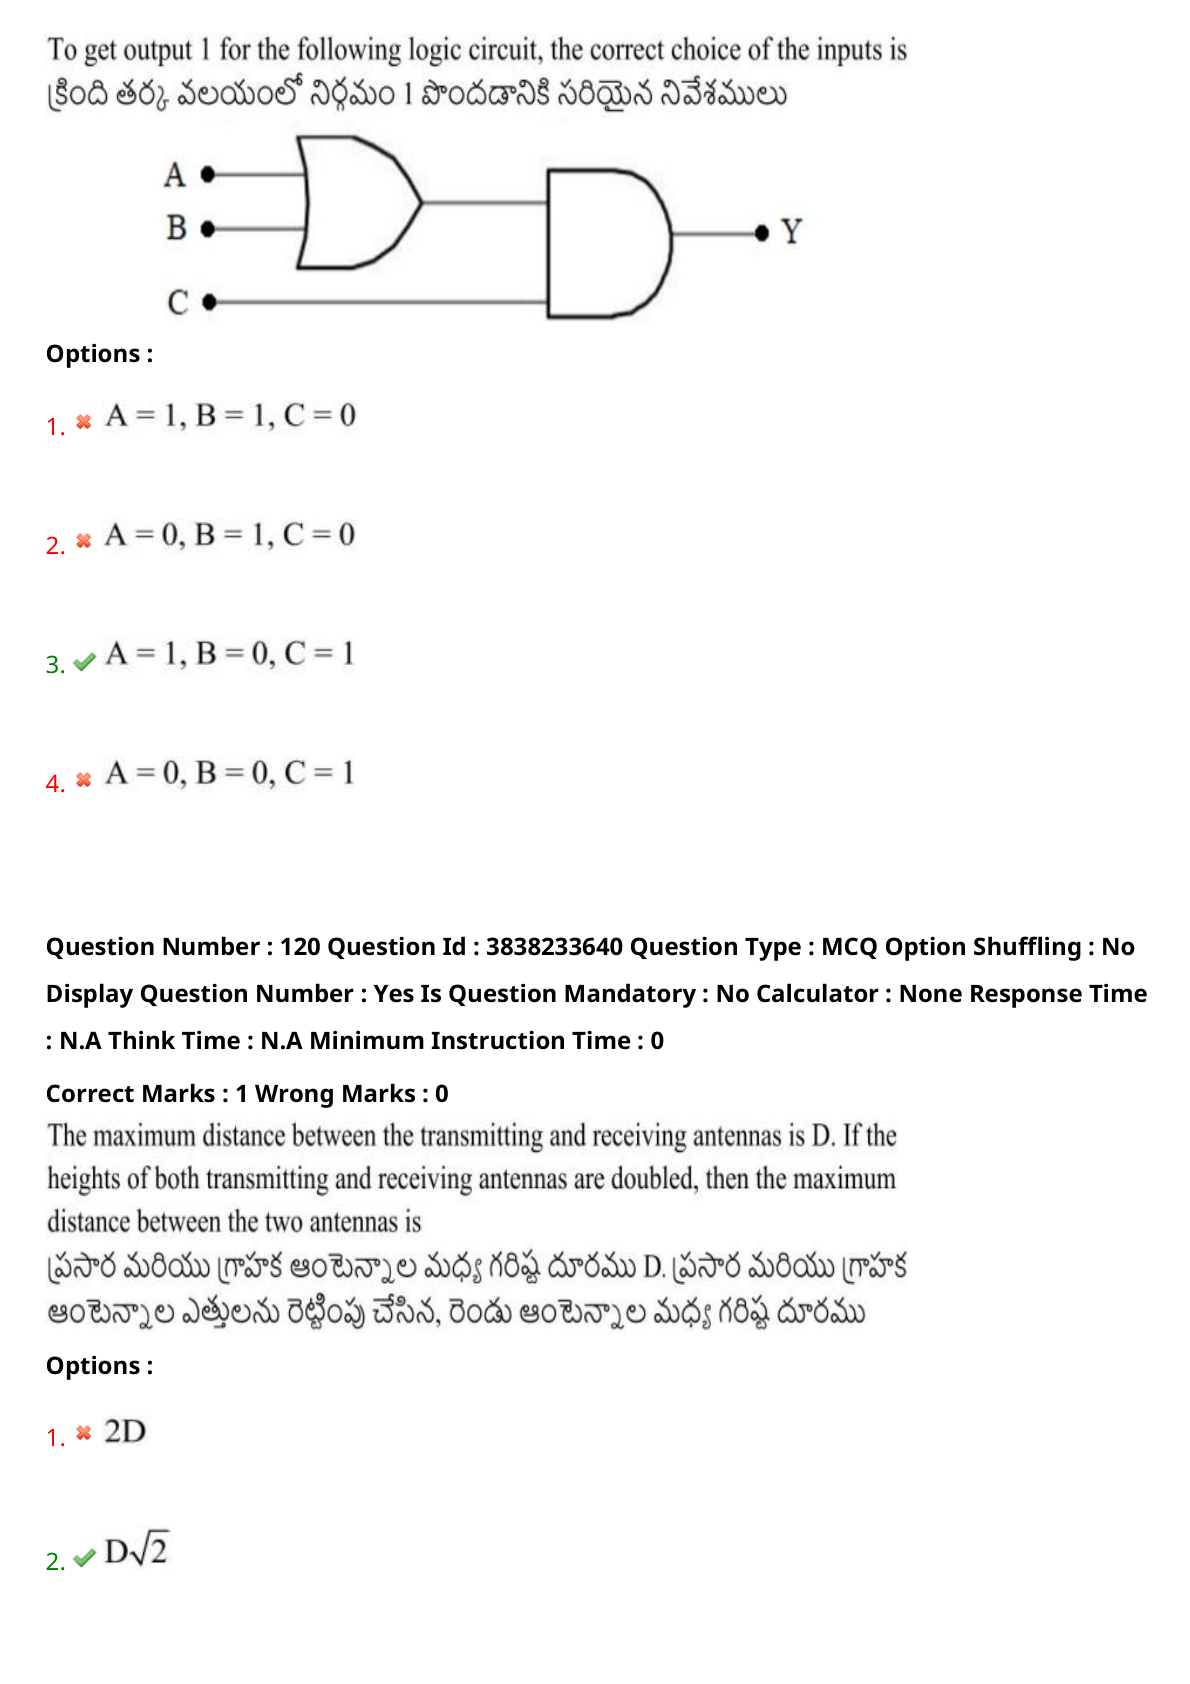 To get output 1 for the following logic circuit, the correct choice of the inputs is
క్రింది తర్క వలయంలో నిర్గమం 1 పొందడానికి సరియైన నివేశములు
A
B
Y
C
Options :
1. A = 1, B = 1, C = 0
2. A = 0, B = 1, C = 0
3. A = 1, B = 0, C = 1
4. A = 0, B = 0, C = 1
Question Number : 120 Question Id : 3838233640 Question Type : MCQ Option Shuffling : No
Display Question Number : Yes Is Question Mandatory : No Calculator : None Response Time
: N.A Think Time : N.A Minimum Instruction Time : 0
Correct Marks : 1 Wrong Marks : 0
The maximum distance between the transmitting and receiving antennas is D. If the
heights of both transmitting and receiving antennas are doubled, then the maximum
distance between the two antennas is
ప్రసార మరియు గ్రాహక ఆంటెన్నాల మధ్య గరిష్ట దూరము D. ప్రసార మరియు గ్రాహక
ఆంటెన్నాల ఎత్తులను రెట్టింపు చేసిన, రెండు ఆంటెన్నాల మధ్య గరిష్ట దూరము
Options :
1. 2D
2. D√2